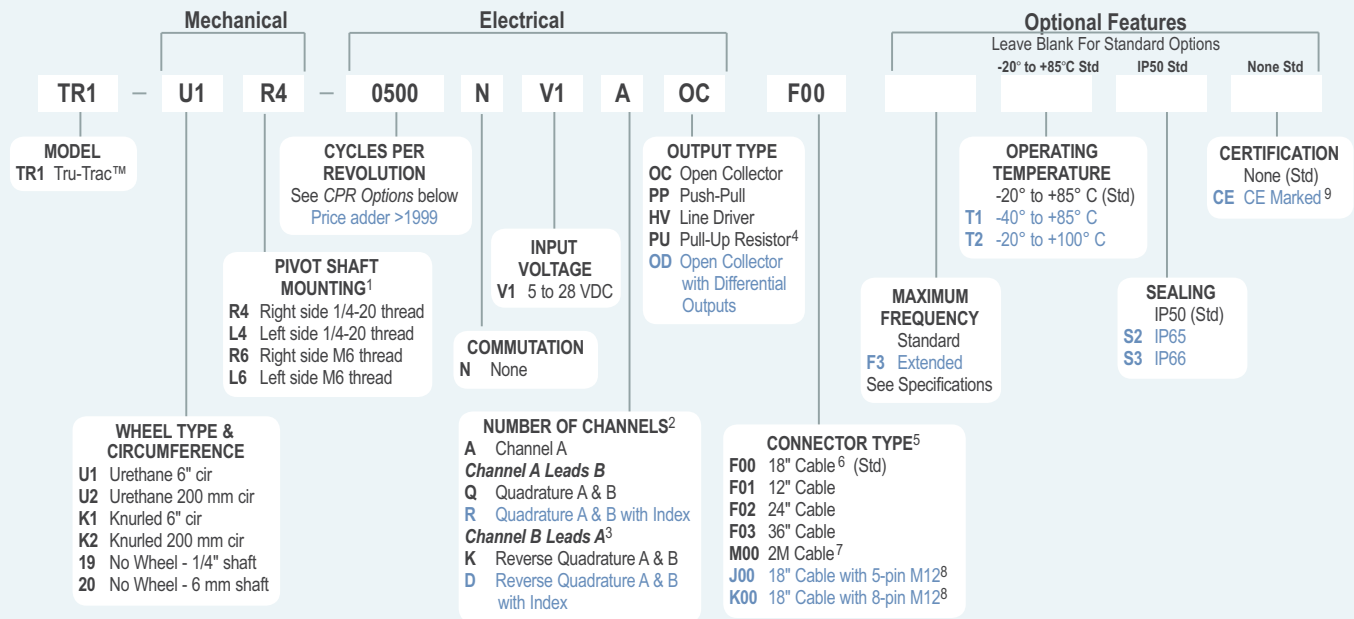 Mechanical
Electrical
Optional Features
Leave Blank For Standard Options
-20° to +85°C Std
IP50 Std
None Std
TR1 – U1 R4 – 0500 N V1 A OC F00
MODEL
TR1 Tru-Trac™
CYCLES PER
REVOLUTION
See CPR Options below
Price adder >1999
OUTPUT TYPE
OC Open Collector
PP Push-Pull
HV Line Driver
PU Pull-Up Resistor4
OD Open Collector
with Differential
Outputs
OPERATING
TEMPERATURE
-20° to +85° C (Std)
T1 -40° to +85° C
T2 -20° to +100° C
CERTIFICATION
None (Std)
CE CE Marked 9
PIVOT SHAFT
MOUNTING1
R4 Right side 1/4-20 thread
L4 Left side 1/4-20 thread
R6 Right side M6 thread
L6 Left side M6 thread
INPUT
VOLTAGE
V1 5 to 28 VDC
COMMUTATION
N None
MAXIMUM
FREQUENCY
Standard
F3 Extended
See Specifications
SEALING
IP50 (Std)
S2 IP65
S3 IP66
WHEEL TYPE &
CIRCUMFERENCE
U1 Urethane 6" cir
U2 Urethane 200 mm cir
K1 Knurled 6" cir
K2 Knurled 200 mm cir
19 No Wheel - 1/4" shaft
20 No Wheel - 6 mm shaft
NUMBER OF CHANNELS2
A Channel A
Channel A Leads B
Q Quadrature A & B
R Quadrature A & B with Index
Channel B Leads A3
K Reverse Quadrature A & B
D Reverse Quadrature A & B
with Index
CONNECTOR TYPE5
F00 18" Cable6 (Std)
F01 12" Cable
F02 24" Cable
F03 36" Cable
M00 2M Cable7
J00 18" Cable with 5-pin M128
K00 18" Cable with 8-pin M128